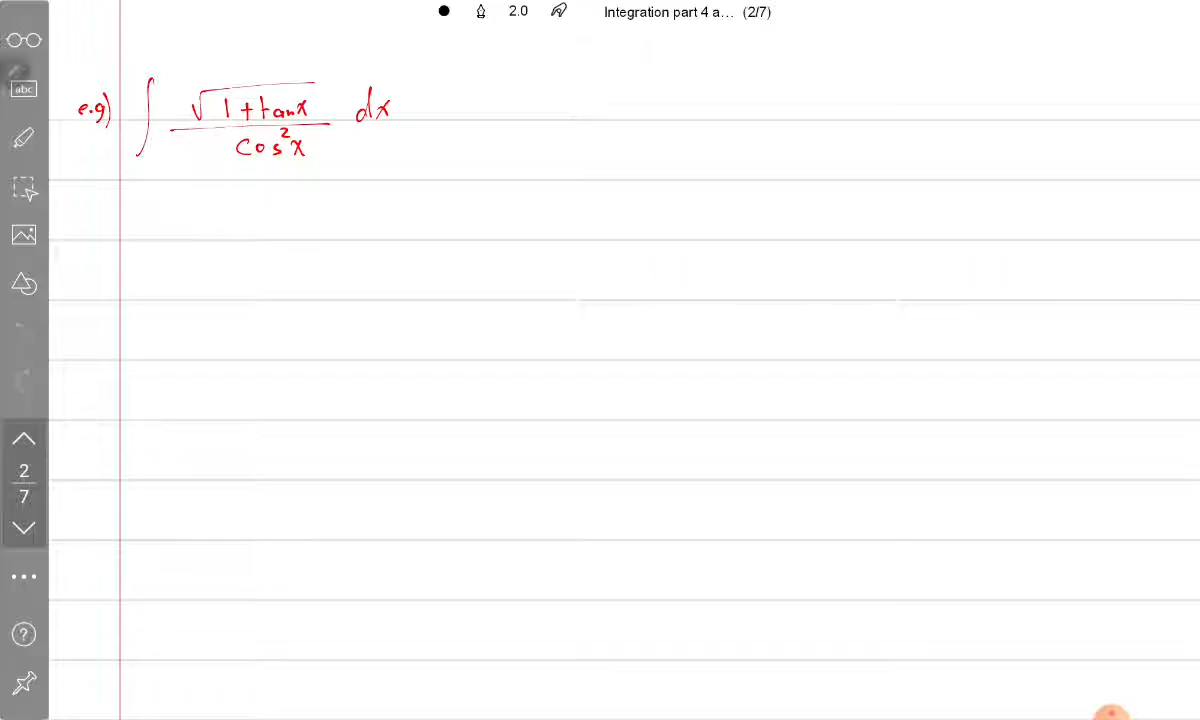 2.0 Integration part 4 a... (2/7)
abc
e.g) ∫ √(1+tanx) / cos²x dx
2
7
?